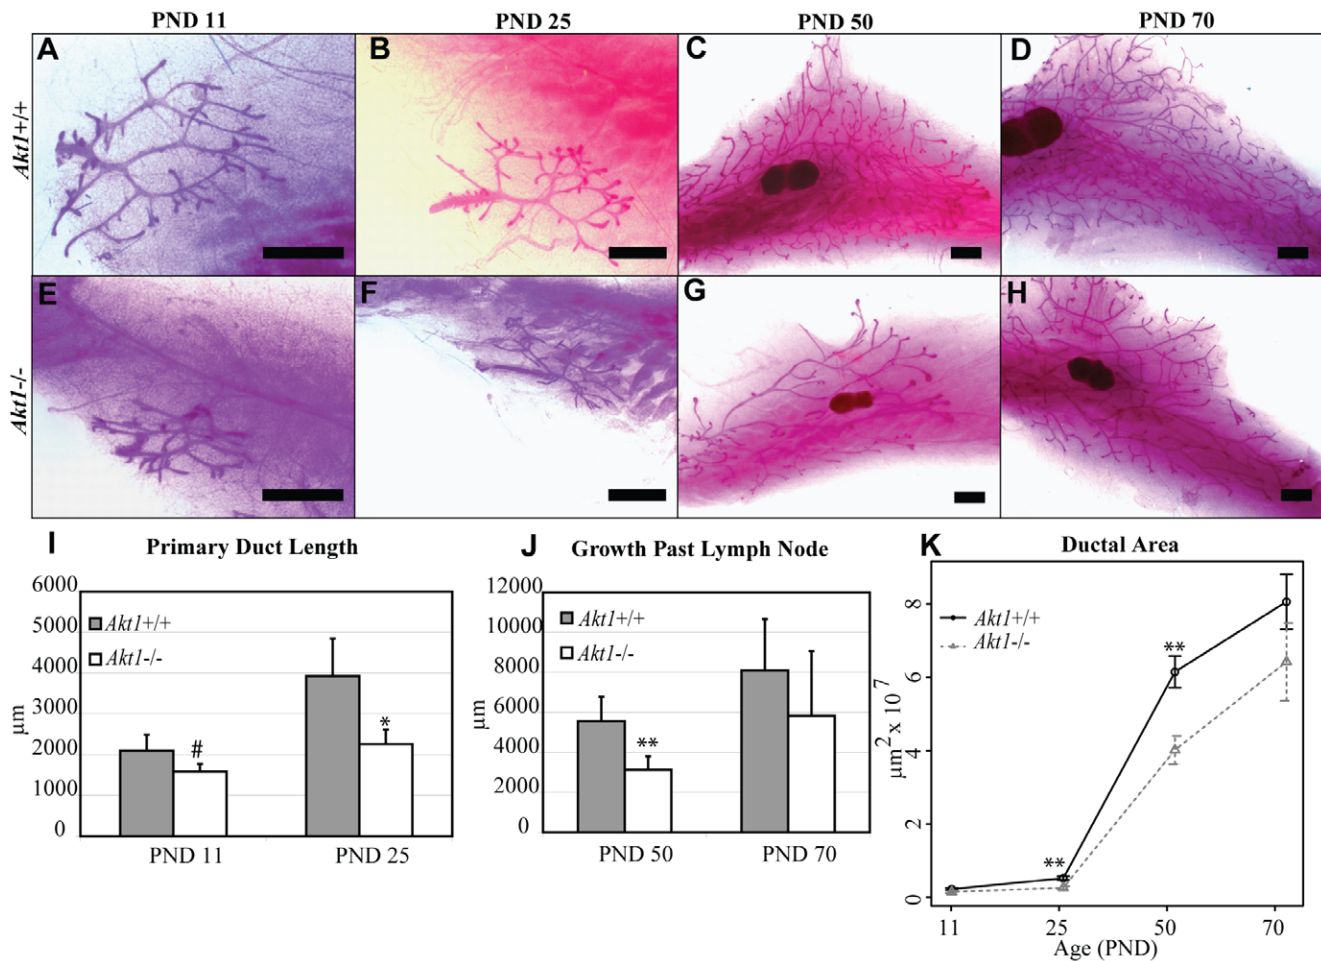 PND 11 PND 25 PND 50 PND 70
A B C D
Akt1+/+
E F G H
Akt1-/-
I Primary Duct Length
6000
5000
4000
3000
2000
1000
0
µm
Akt1+/+
Akt1-/-
#
*
PND 11 PND 25
J Growth Past Lymph Node
12000
10000
8000
6000
4000
2000
0
µm
Akt1+/+
Akt1-/-
**
PND 50 PND 70
K Ductal Area
8
6
4
2
0
µm² x 10⁷
Akt1+/+
Akt1-/-
**
**
11 25 50 70
Age (PND)